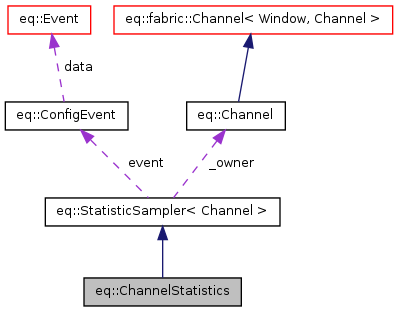 eq::Event
eq::fabric::Channel< Window, Channel >
data
eq::ConfigEvent
eq::Channel
event
_owner
eq::StatisticSampler< Channel >
eq::ChannelStatistics